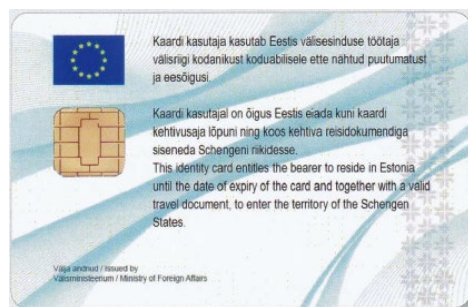 Kaardi kasutaja kasutab Eestis välisesinduse töötaja
välisriigi kodanikust koduabilisele ette nähtud puutumatust
ja eesõigusi.
Kaardi kasutajal on õigus Eestis elada kuni kaardi
kehtivusaja lõpuni ning koos kehtiva reisidokumendiga
siseneda Schengeni riikidesse.
This identity card entitles the bearer to reside in Estonia
until the date of expiry of the card and together with a valid
travel document, to enter the territory of the Schengen
States.
Välja andnud / Issued by
Välisministeerium / Ministry of Foreign Affairs